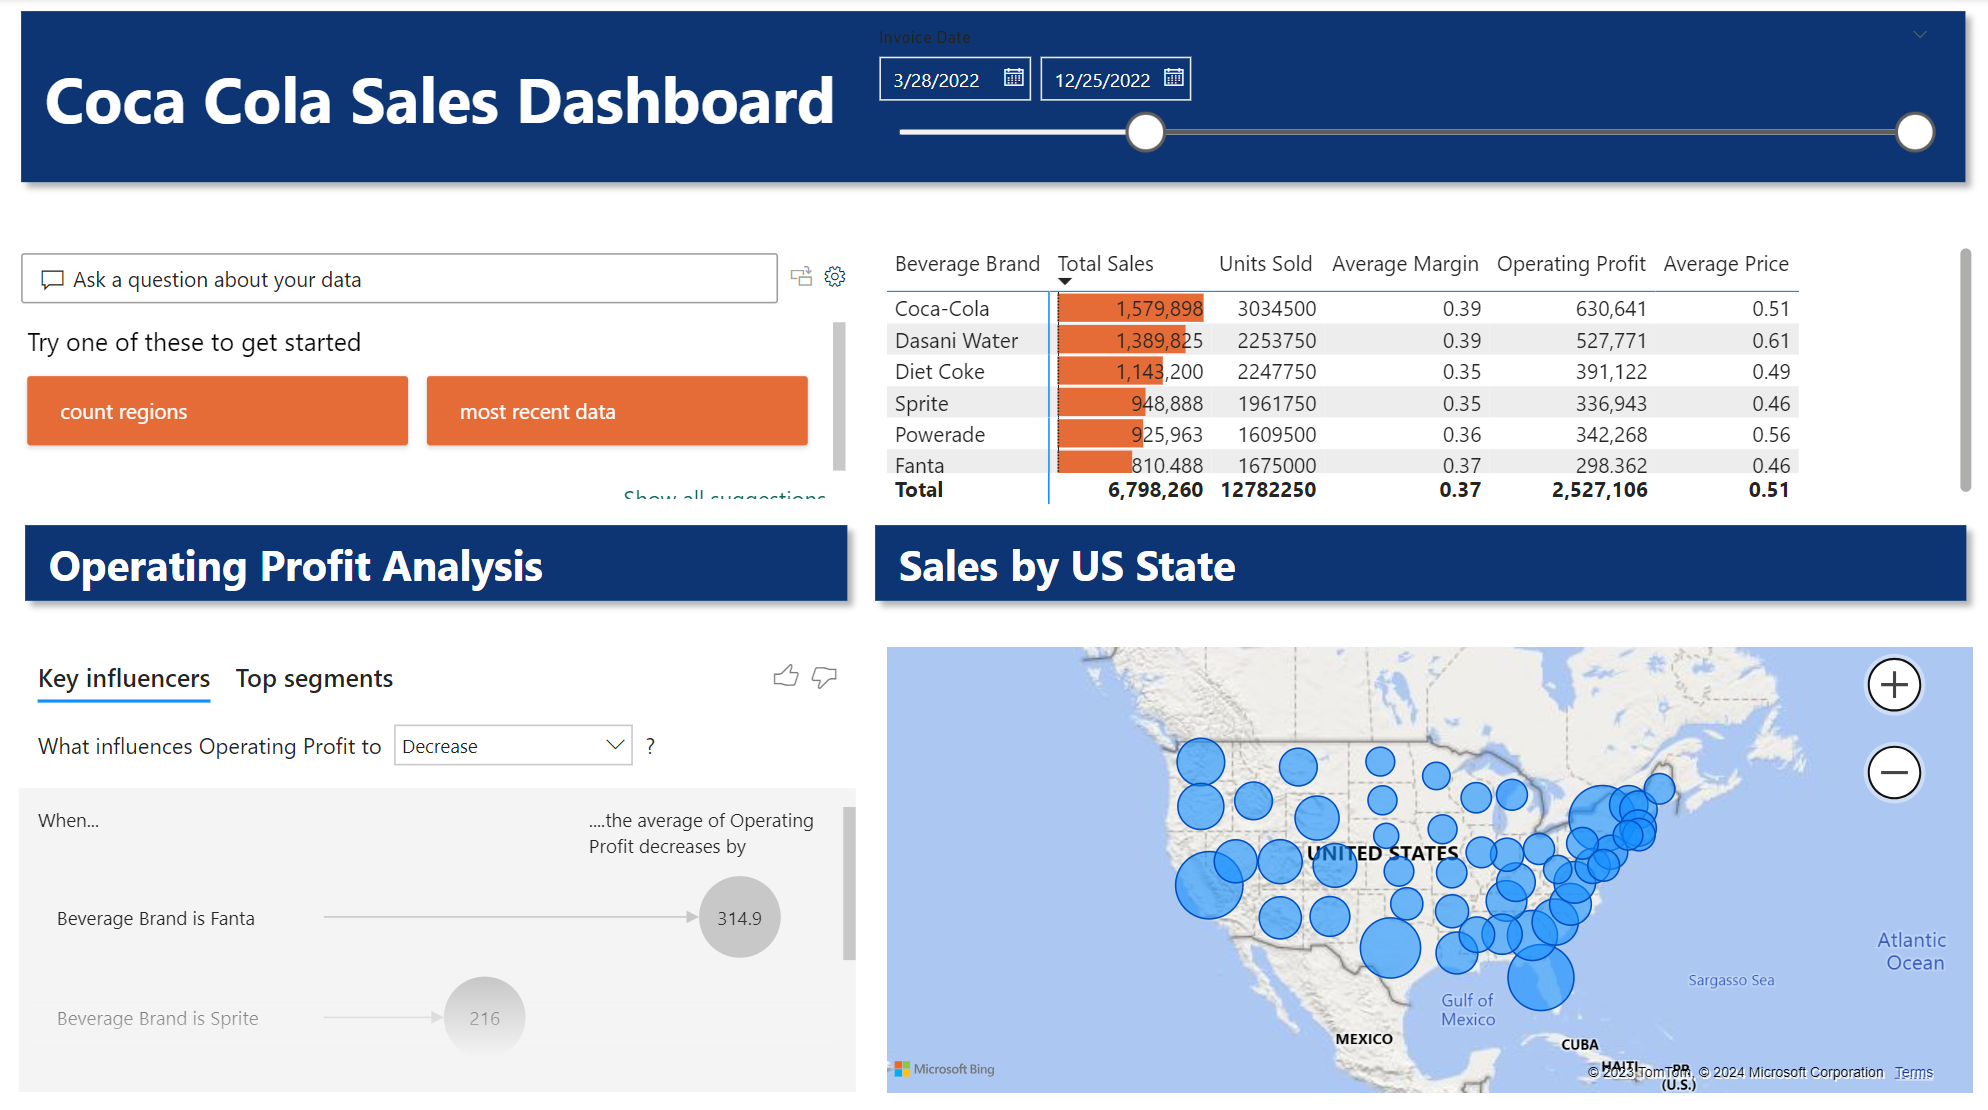 Invoice Date
Coca Cola Sales Dashboard
3/28/2022
12/25/2022
Ask a question about your data
Try one of these to get started
count regions
most recent data
Show all suggestions
Beverage Brand Total Sales Units Sold Average Margin Operating Profit Average Price
Coca-Cola 1,579,898 3034500 0.39 630,641 0.51
Dasani Water 1,389,825 2253750 0.39 527,771 0.61
Diet Coke 1,143,200 2247750 0.35 391,122 0.49
Sprite 948,888 1961750 0.35 336,943 0.46
Powerade 925,963 1609500 0.36 342,268 0.56
Fanta 810,488 1675000 0.37 298,362 0.46
Total 6,798,260 12782250 0.37 2,527,106 0.51
Operating Profit Analysis
Key influencers Top segments
What influences Operating Profit to Decrease ?
When...
....the average of Operating
Profit decreases by
Beverage Brand is Fanta 314.9
Beverage Brand is Sprite 216
Sales by US State
UNITED STATES
Atlantic
Ocean
Sargasso Sea
Gulf of
Mexico
MEXICO
CUBA
HAITI
PR
(U.S.)
Microsoft Bing
© 2023 TomTom, © 2024 Microsoft Corporation Terms